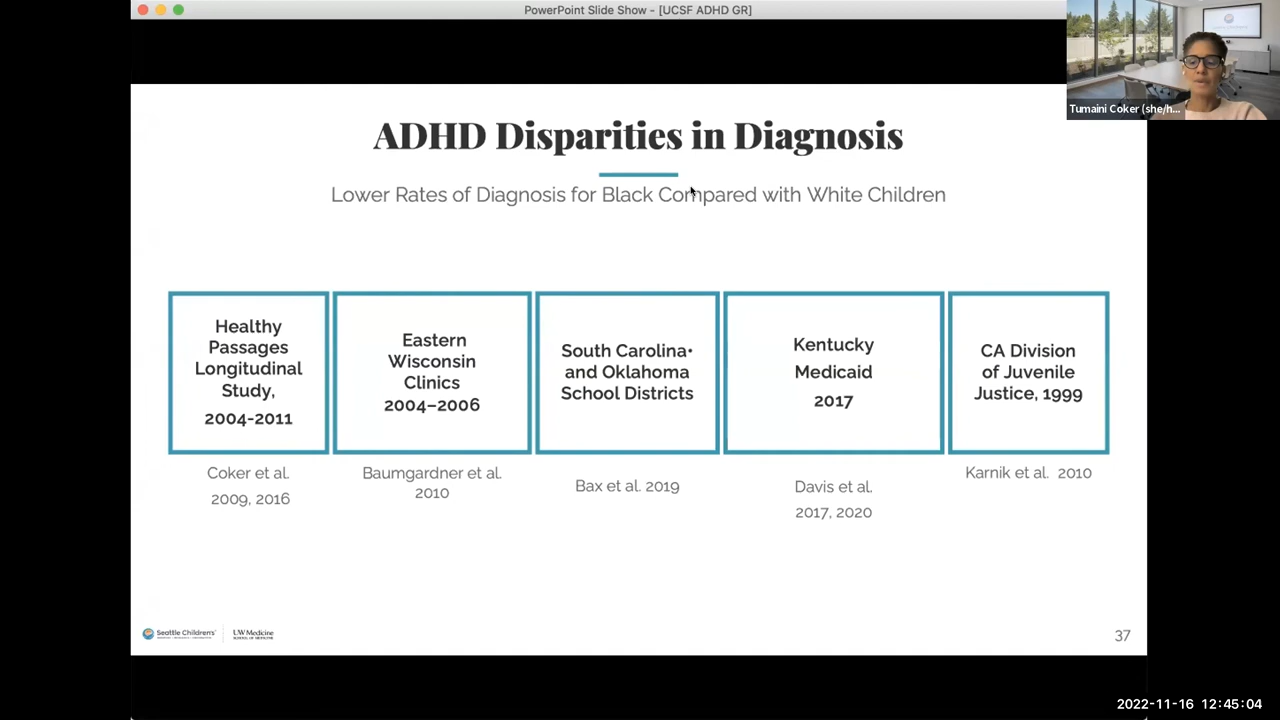 PowerPoint Slide Show - [UCSF ADHD GR]
Tumaini Coker (she/h...
ADHD Disparities in Diagnosis
Lower Rates of Diagnosis for Black Compared with White Children
Healthy
Passages
Longitudinal
Study,
2004-2011
Coker et al.
2009, 2016
Eastern
Wisconsin
Clinics
2004–2006
Baumgardner et al.
2010
South Carolina•
and Oklahoma
School Districts
Bax et al. 2019
Kentucky
Medicaid
2017
Davis et al.
2017, 2020
CA Division
of Juvenile
Justice, 1999
Karnik et al. 2010
Seattle Children's
UW Medicine
SCHOOL OF MEDICINE
37
2022-11-16 12:45:04